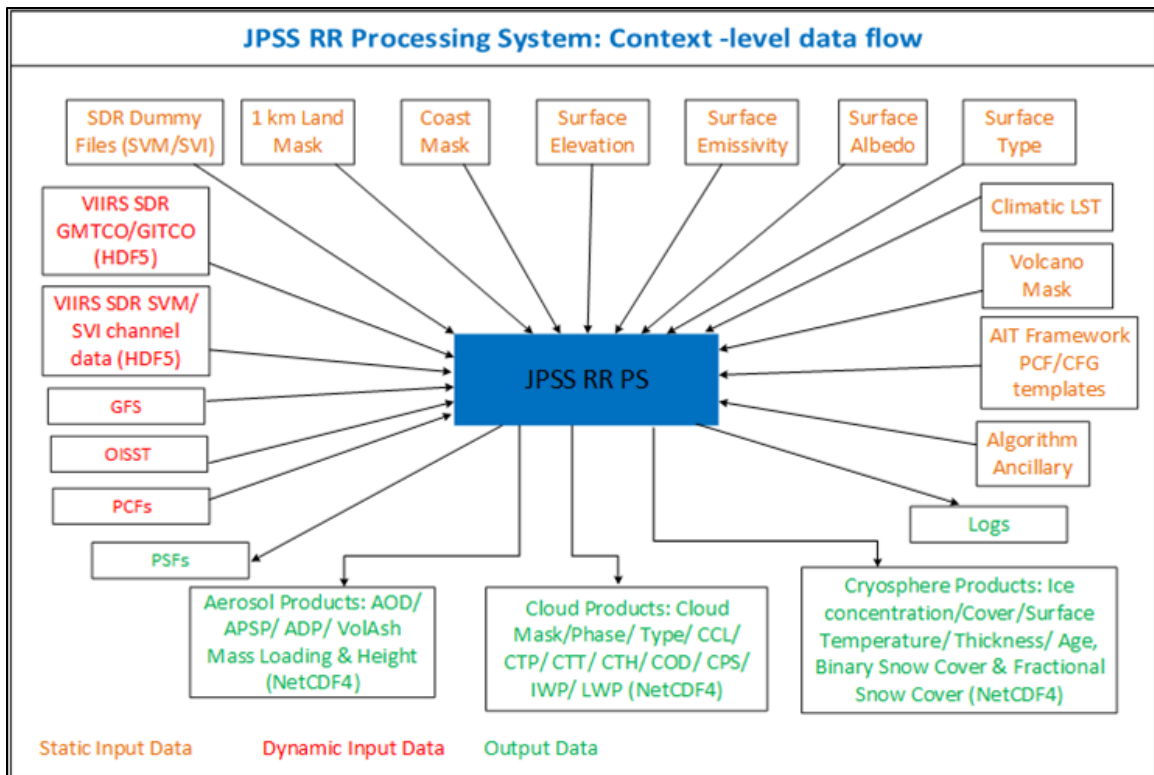 JPSS RR Processing System: Context -level data flow
SDR Dummy
Files (SVM/SVI)
1 km Land
Mask
Coast
Mask
Surface
Elevation
Surface
Emissivity
Surface
Albedo
Surface
Type
VIIRS SDR
GMTCO/GITCO
(HDF5)
Climatic LST
Volcano
Mask
VIIRS SDR SVM/
SVI channel
data (HDF5)
AIT Framework
PCF/CFG
templates
JPSS RR PS
GFS
OISST
Algorithm
Ancillary
PCFs
Logs
PSFs
Aerosol Products: AOD/
APSP/ ADP/ VolAsh
Mass Loading & Height
(NetCDF4)
Cloud Products: Cloud
Mask/Phase/ Type/ CCL/
CTP/ CTT/ CTH/ COD/ CPS/
IWP/ LWP (NetCDF4)
Cryosphere Products: Ice
concentration/Cover/Surface
Temperature/ Thickness/ Age,
Binary Snow Cover & Fractional
Snow Cover (NetCDF4)
Static Input Data
Dynamic Input Data
Output Data